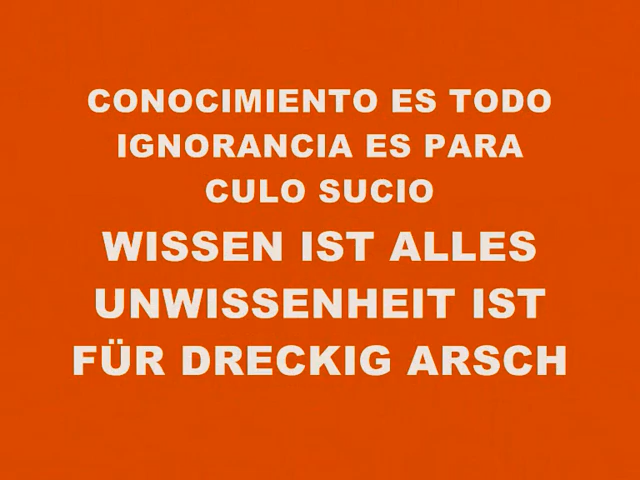 CONOCIMIENTO ES TODO
IGNORANCIA ES PARA
CULO SUCIO
WISSEN IST ALLES
UNWISSENHEIT IST
FÜR DRECKIG ARSCH